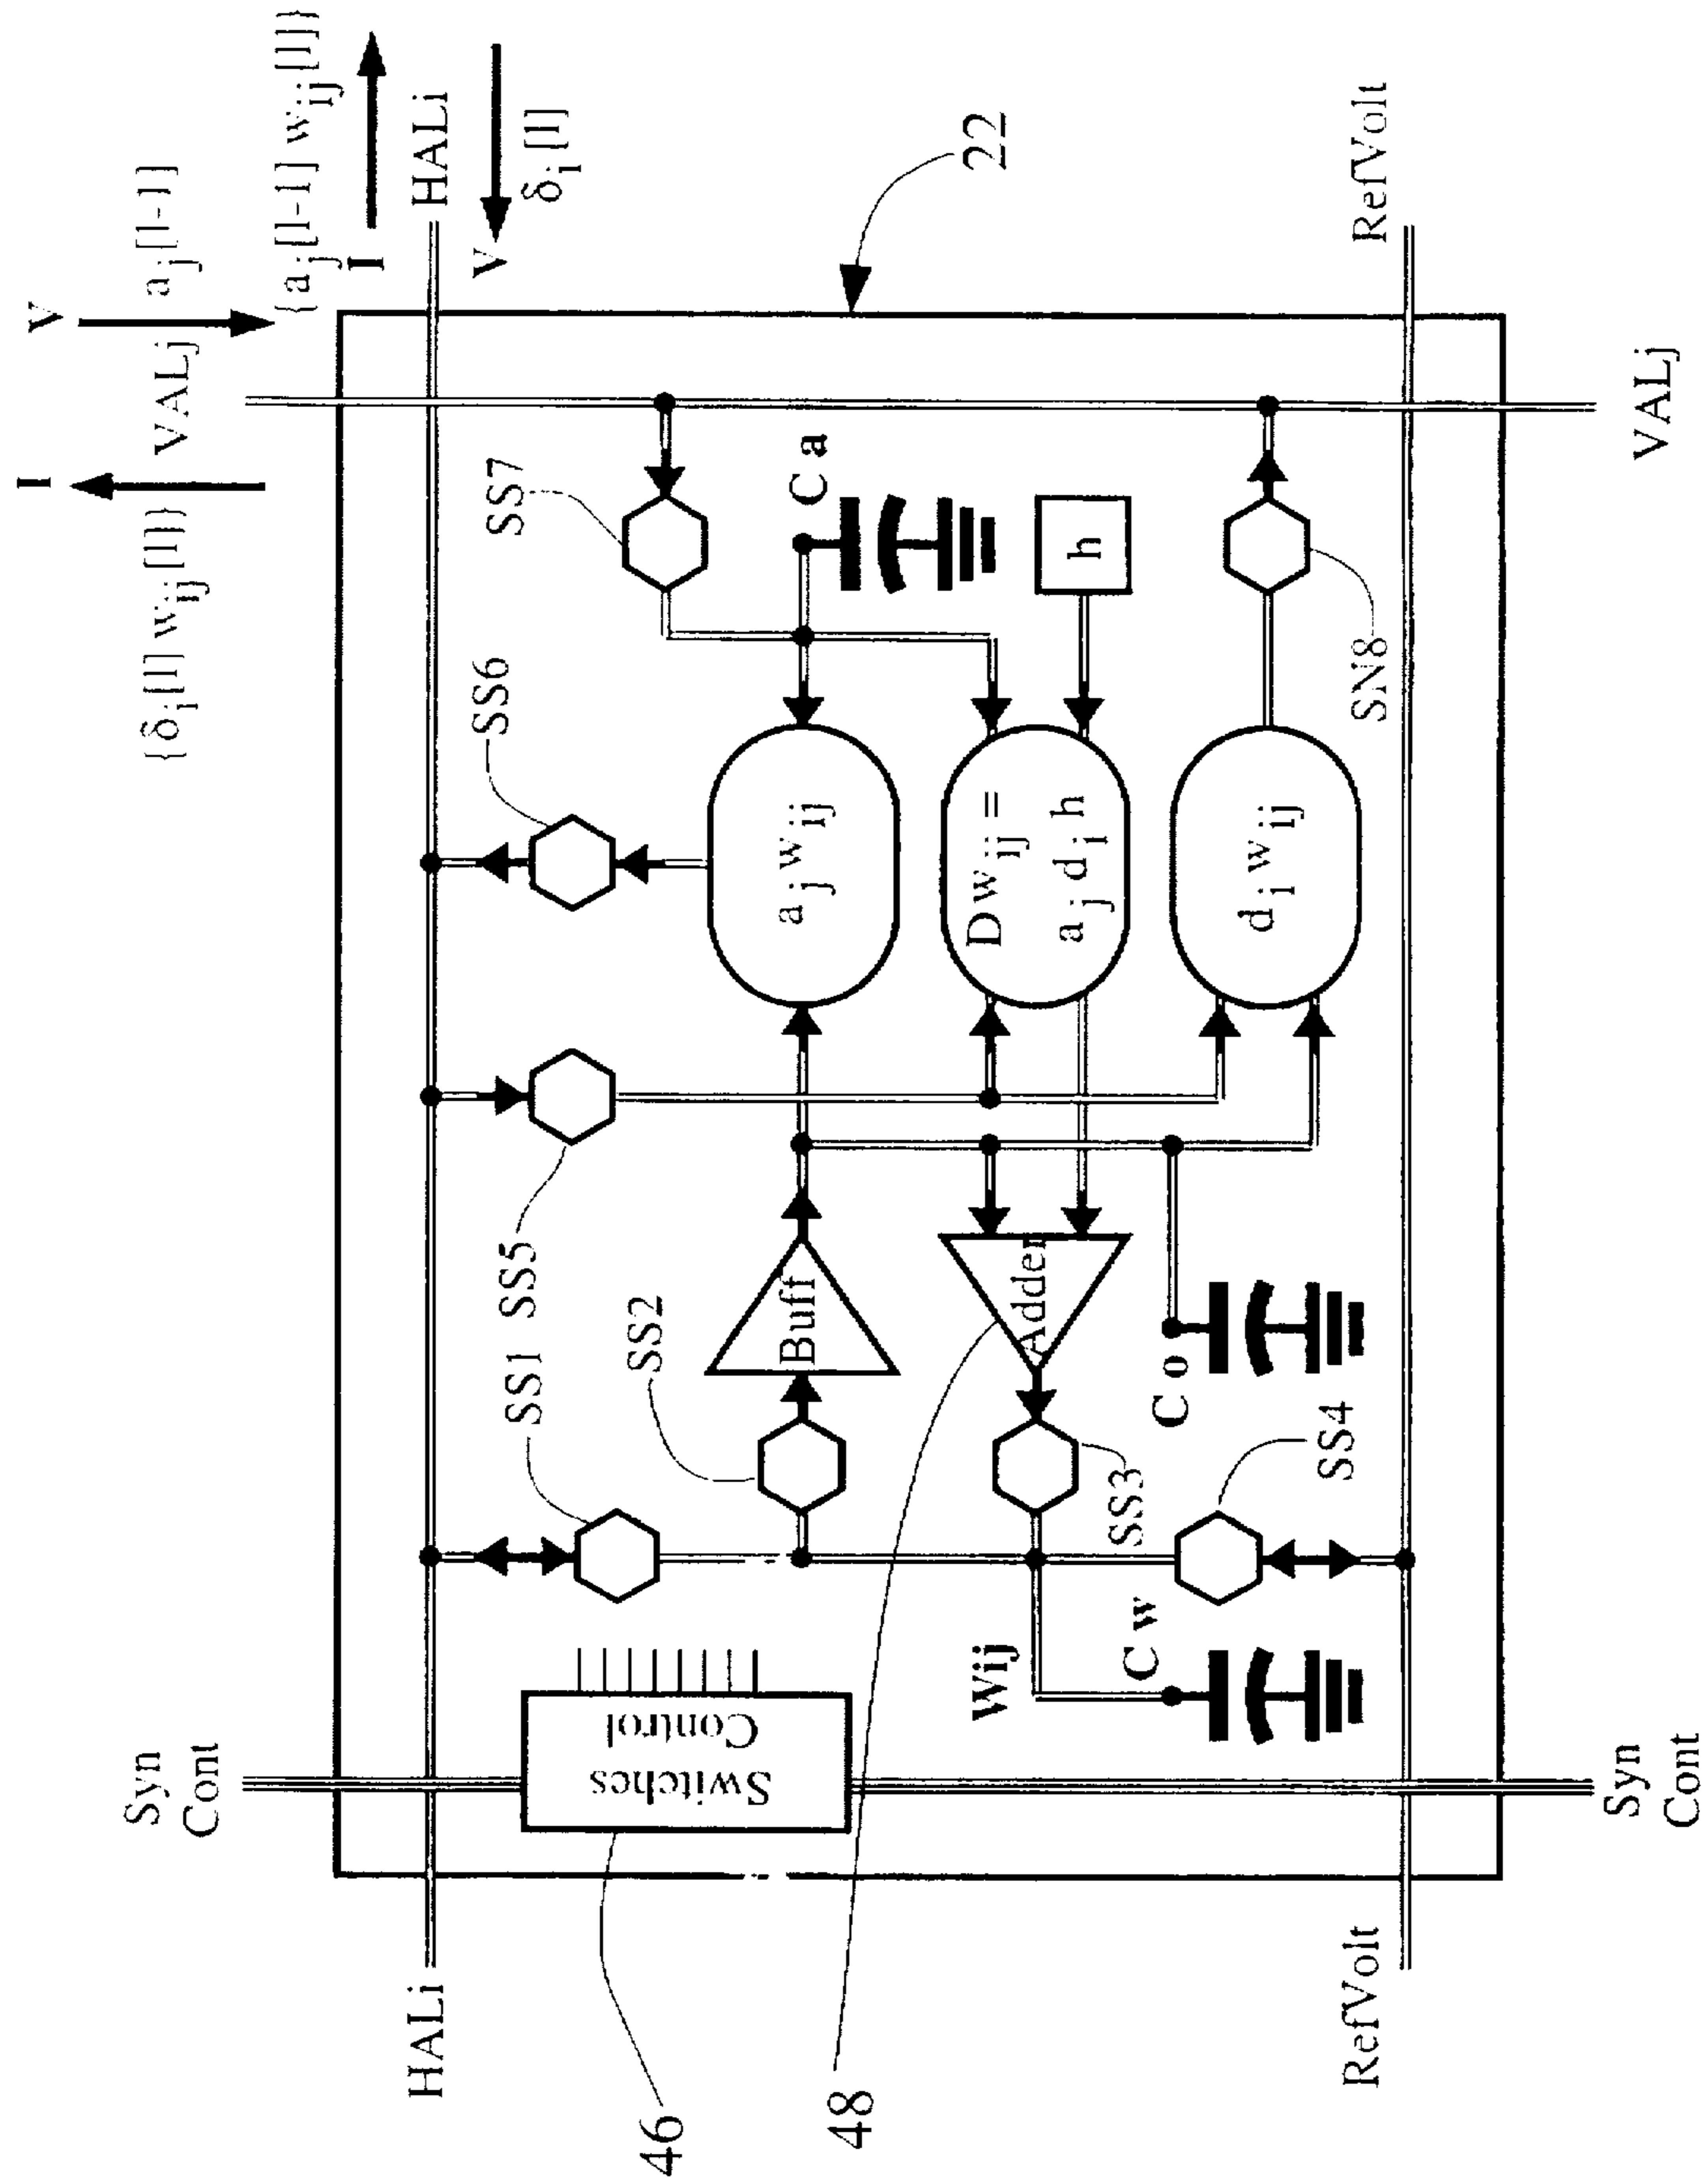 I
V
{δi[l] wij[l]}
VALj
aj[l-1]
{aj[l-1] wij[l]}
I
HALi
V
δi[l]
Syn
Cont
HALi
46
Switches
Control
SS1
SS5
SS6
SS7
SS2
Buff
aj wij
Ca
22
Wij
48
Adder
Dwij =
aj di h
h
Cw
SS3
Co
di wij
SN8
SS4
RefVolt
RefVolt
Syn
Cont
VALj